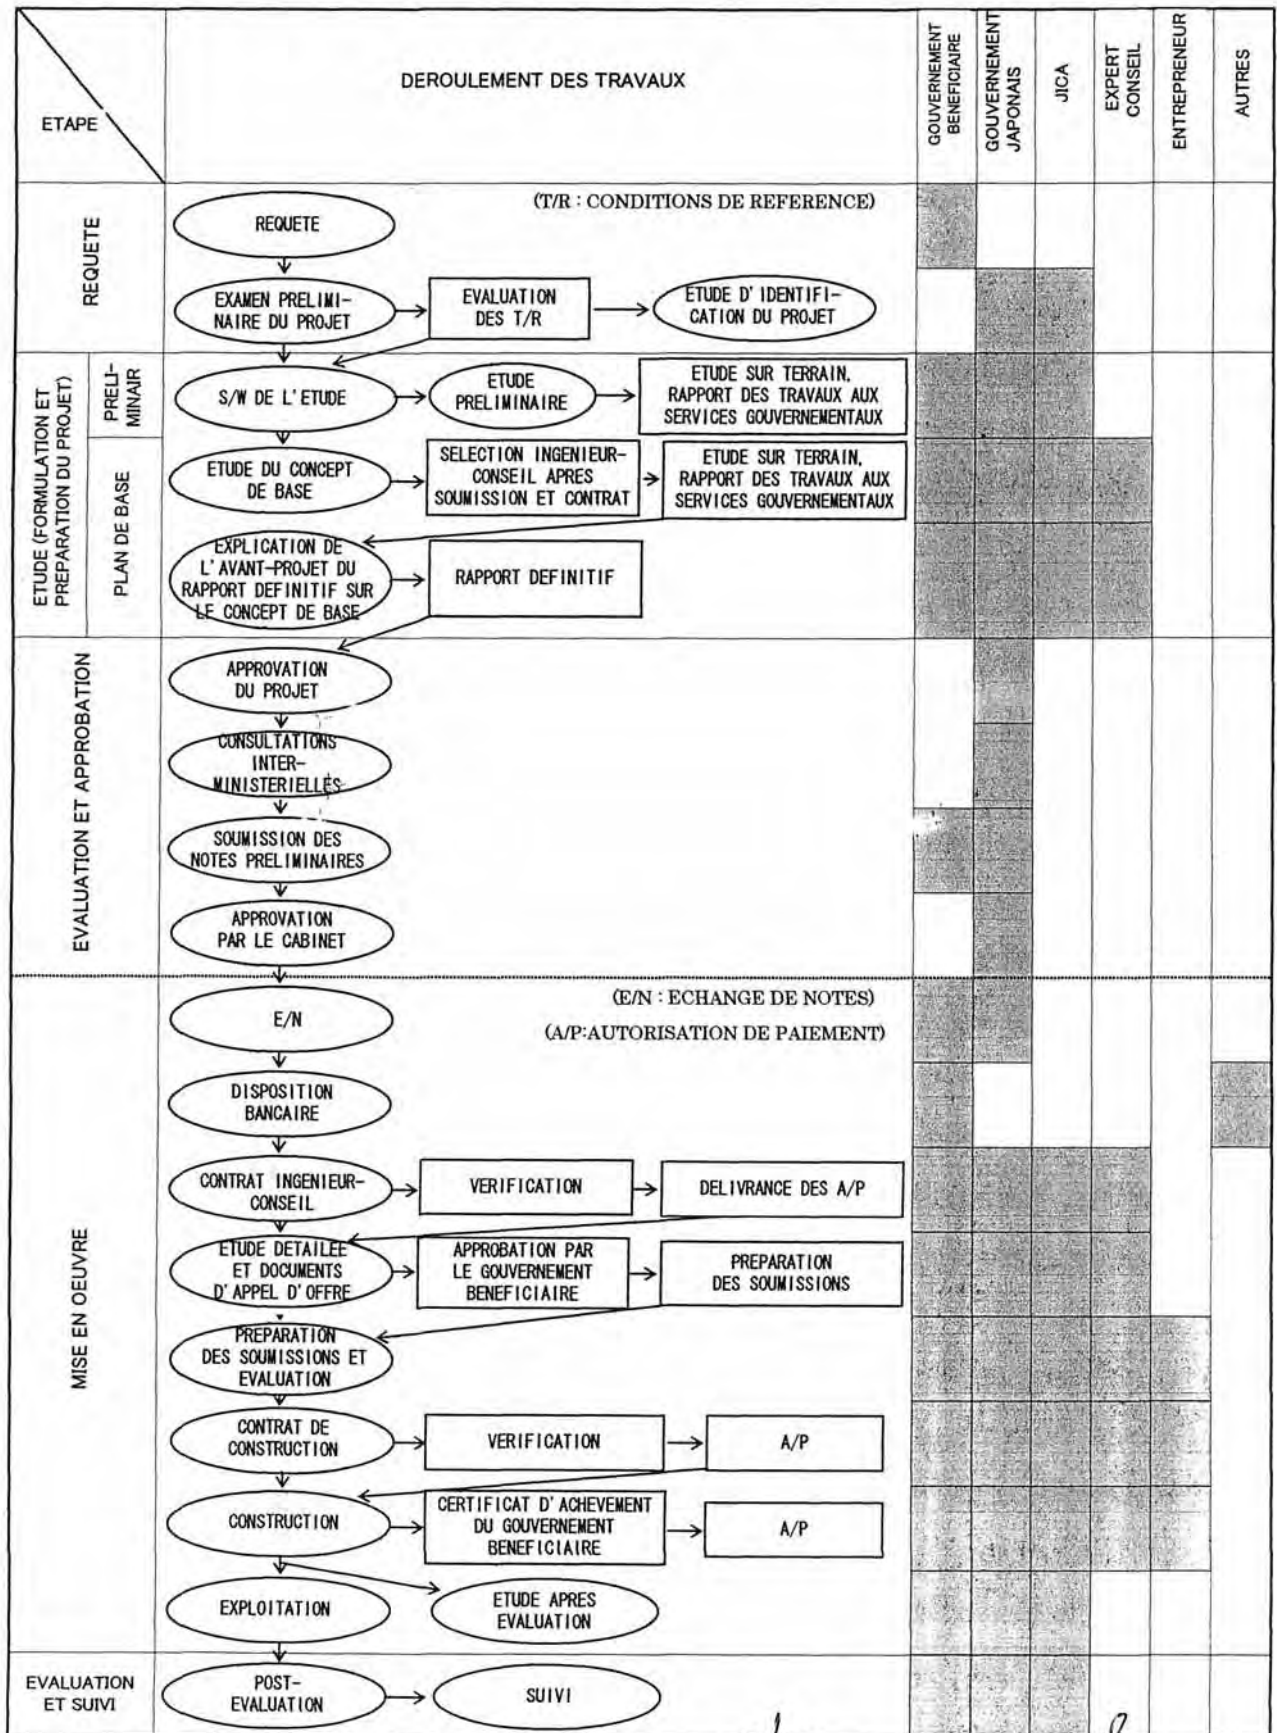 ETAPE
DEROULEMENT DES TRAVAUX
GOUVERNEMENT
BENEFICIAIRE
GOUVERNEMENT
JAPONAIS
JICA
EXPERT
CONSEIL
ENTREPRENEUR
AUTRES
REQUETE
(T/R : CONDITIONS DE REFERENCE)
REQUETE
EXAMEN PRELIMI-
NAIRE DU PROJET
EVALUATION
DES T/R
ETUDE D'IDENTIFI-
CATION DU PROJET
ETUDE (FORMULATION ET
PREPARATION DU PROJET)
PRELI-
MINAIR
S/W DE L'ETUDE
ETUDE
PRELIMINAIRE
ETUDE SUR TERRAIN,
RAPPORT DES TRAVAUX AUX
SERVICES GOUVERNEMENTAUX
PLAN DE BASE
ETUDE DU CONCEPT
DE BASE
SELECTION INGENIEUR-
CONSEIL APRES
SOUMISSION ET CONTRAT
ETUDE SUR TERRAIN,
RAPPORT DES TRAVAUX AUX
SERVICES GOUVERNEMENTAUX
EXPLICATION DE
L'AVANT-PROJET DU
RAPPORT DEFINITIF SUR
LE CONCEPT DE BASE
RAPPORT DEFINITIF
EVALUATION ET APPROBATION
APPROVATION
DU PROJET
CONSULTATIONS
INTER-
MINISTERIELLES
SOUMISSION DES
NOTES PRELIMINAIRES
APPROVATION
PAR LE CABINET
MISE EN OEUVRE
E/N
(E/N : ECHANGE DE NOTES)
(A/P:AUTORISATION DE PAIEMENT)
DISPOSITION
BANCAIRE
CONTRAT INGENIEUR-
CONSEIL
VERIFICATION
DELIVRANCE DES A/P
ETUDE DETAILEE
ET DOCUMENTS
D'APPEL D'OFFRE
APPROBATION PAR
LE GOUVERNEMENT
BENEFICIAIRE
PREPARATION
DES SOUMISSIONS
PREPARATION
DES SOUMISSIONS ET
EVALUATION
CONTRAT DE
CONSTRUCTION
VERIFICATION
A/P
CONSTRUCTION
CERTIFICAT D'ACHEVEMENT
DU GOUVERNEMENT
BENEFICIAIRE
A/P
EXPLOITATION
ETUDE APRES
EVALUATION
EVALUATION
ET SUIVI
POST-
EVALUATION
SUIVI